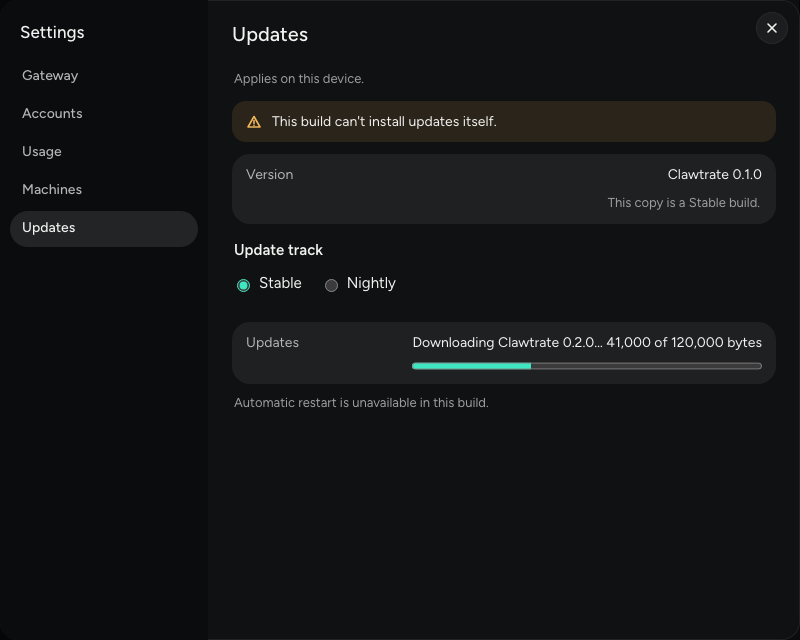 Settings
Gateway
Accounts
Usage
Machines
Updates
Updates
Applies on this device.
This build can't install updates itself.
Version
Clawtrate 0.1.0
This copy is a Stable build.
Update track
Stable
Nightly
Updates
Downloading Clawtrate 0.2.0... 41,000 of 120,000 bytes
Automatic restart is unavailable in this build.